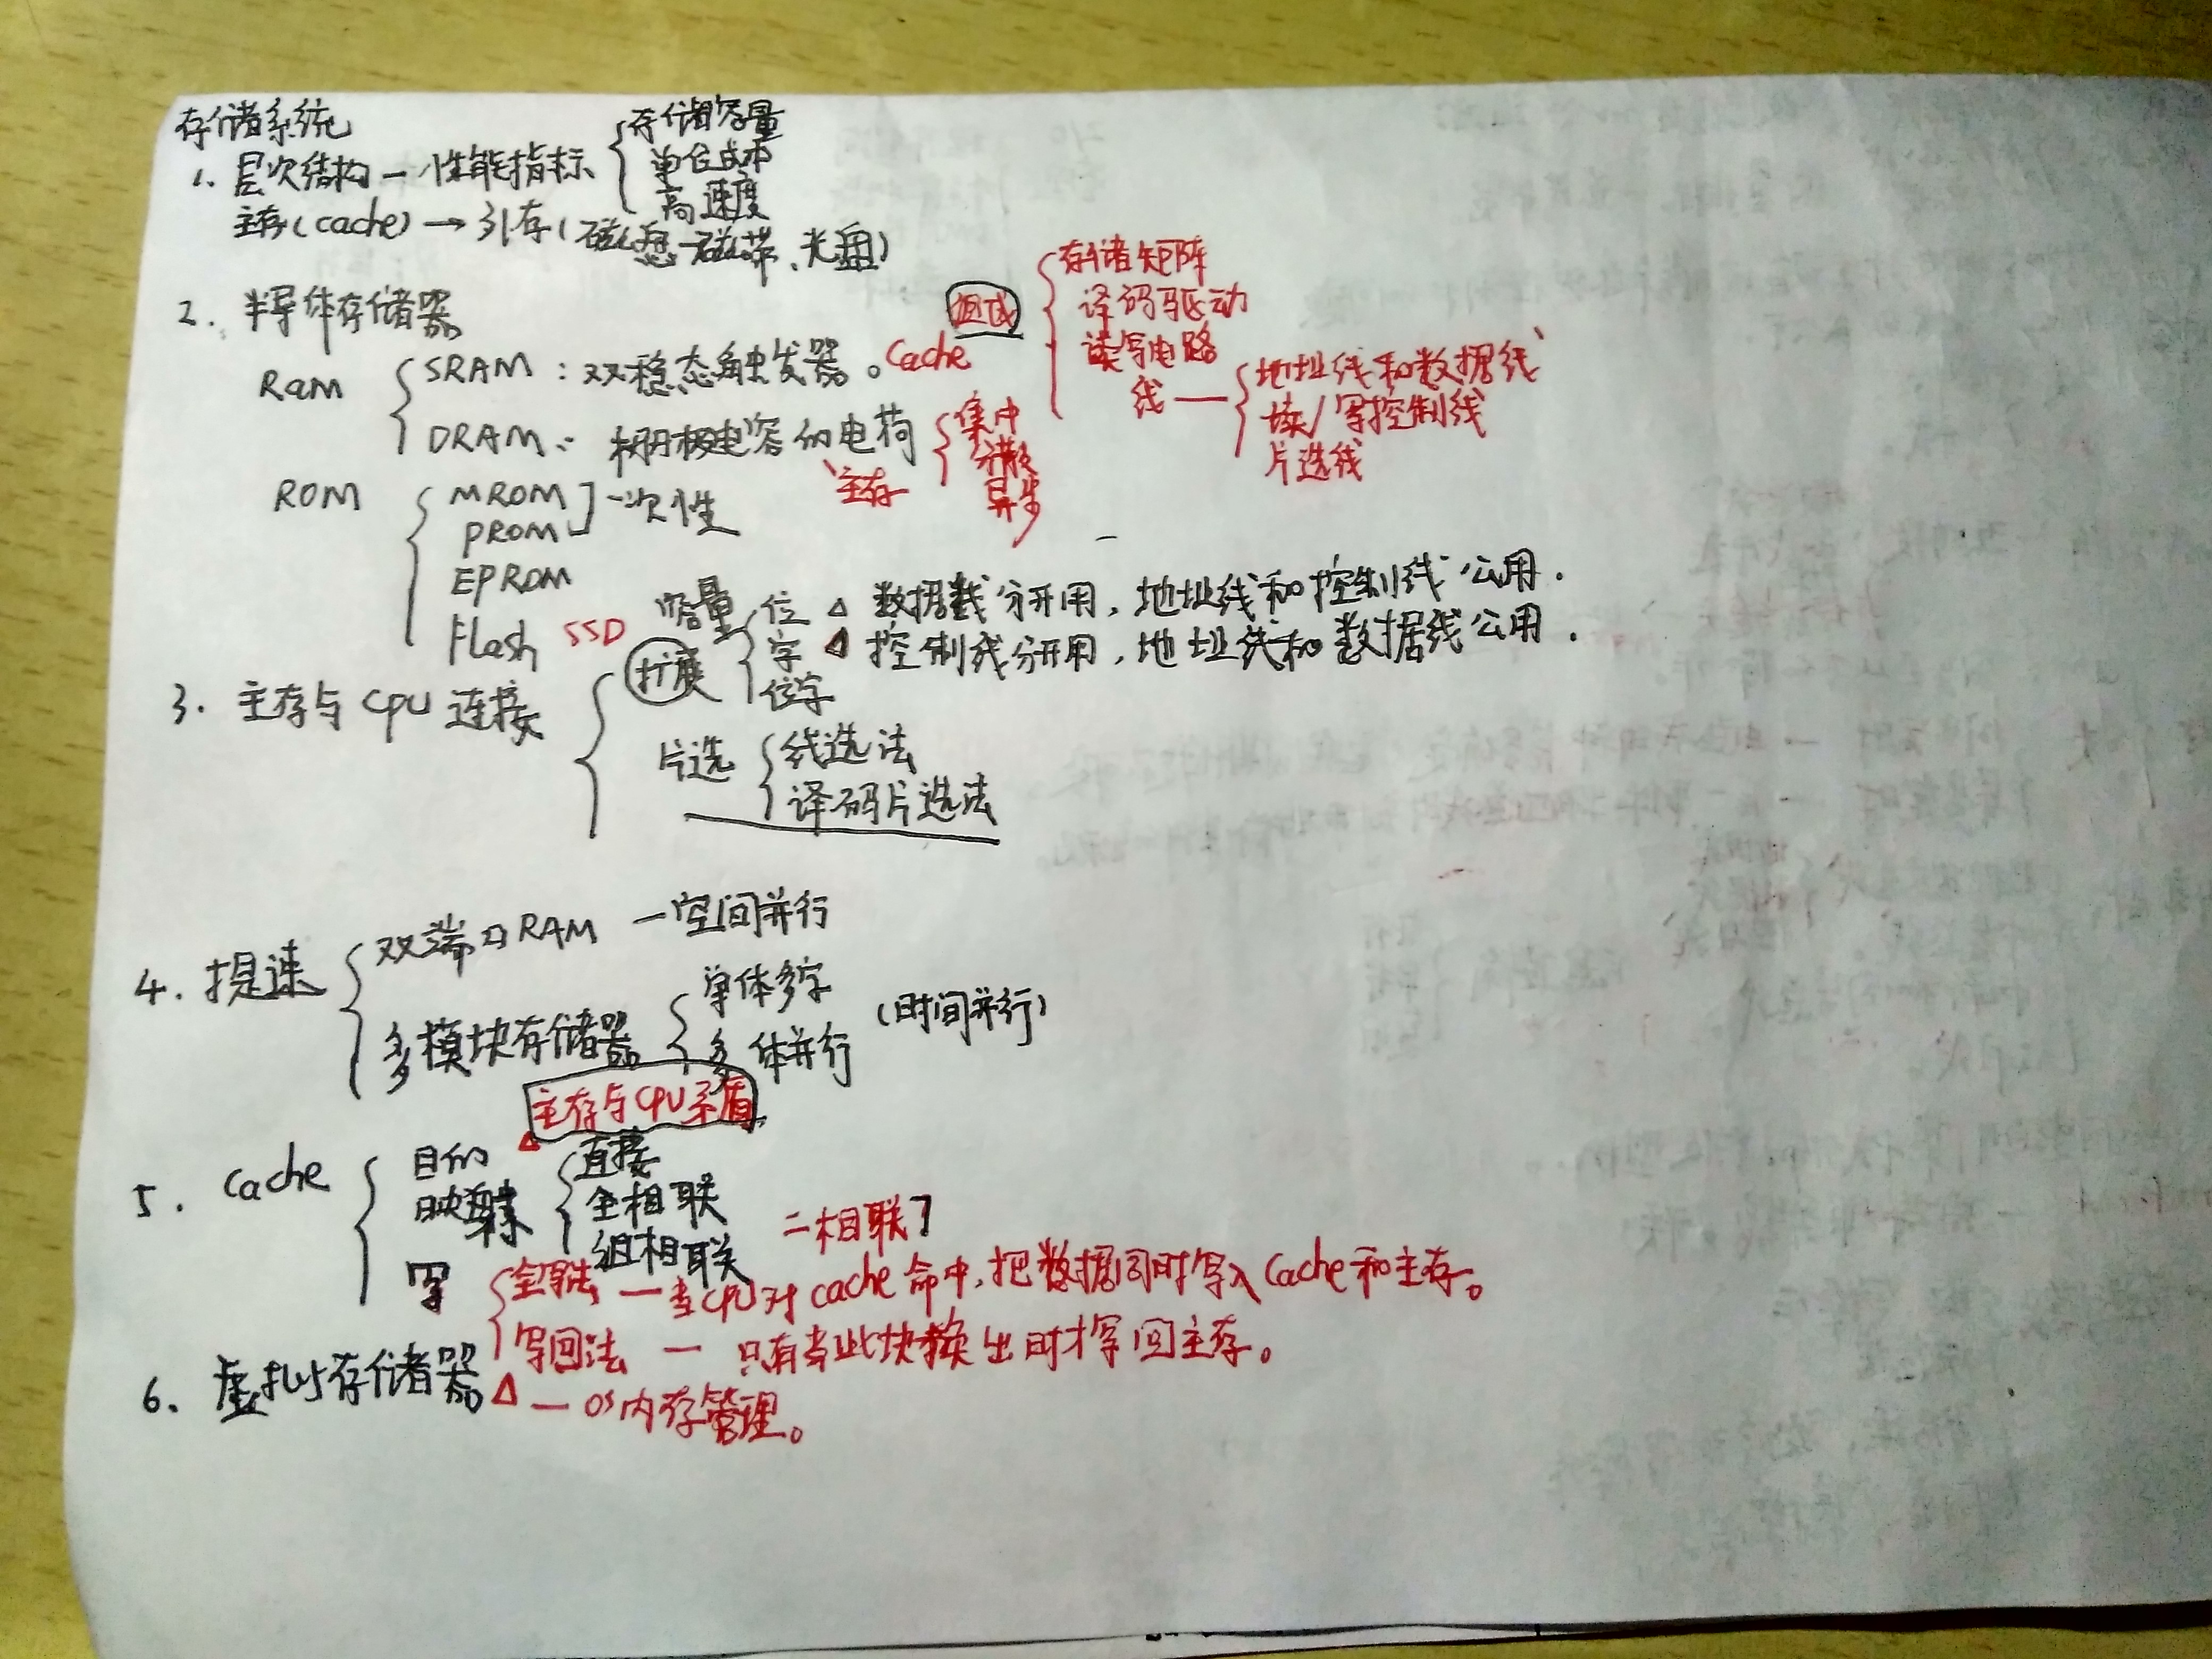 存储系统
1. 层次结构 — 性能指标 { 存储容量
单位成本
高速度
主存(cache) → 外存(磁盘—磁带、光盘)
2. 半导体存储器
组成 { 存储矩阵
译码驱动
读写电路
线 — { 地址线和数据线
读/写控制线
片选线
Ram { SRAM : 双稳态触发器。Cache
DRAM : 栅极电容的电荷 { 集中
分散
异步
主存
ROM { MROM ] 一次性
PROM
EPROM
Flash SSD
3. 主存与CPU连接 {
容量扩展 { 位 △ 数据线分开用, 地址线和控制线公用.
字 △ 控制线分开用, 地址线和数据线公用.
位字
片选 { 线选法
译码片选法
4. 提速 { 双端口RAM — 空间并行
多模块存储器 { 单体多字
多体并行 (时间并行)
主存与CPU矛盾
5. Cache { 目的 △
映射 { 直接
全相联
组相联 二相联了
写 { 全写法 — 当CPU对cache命中, 把数据同时写入Cache和主存。
写回法 — 只有当此块换出时才写回主存。
6. 虚拟存储器 △ — OS内存管理。